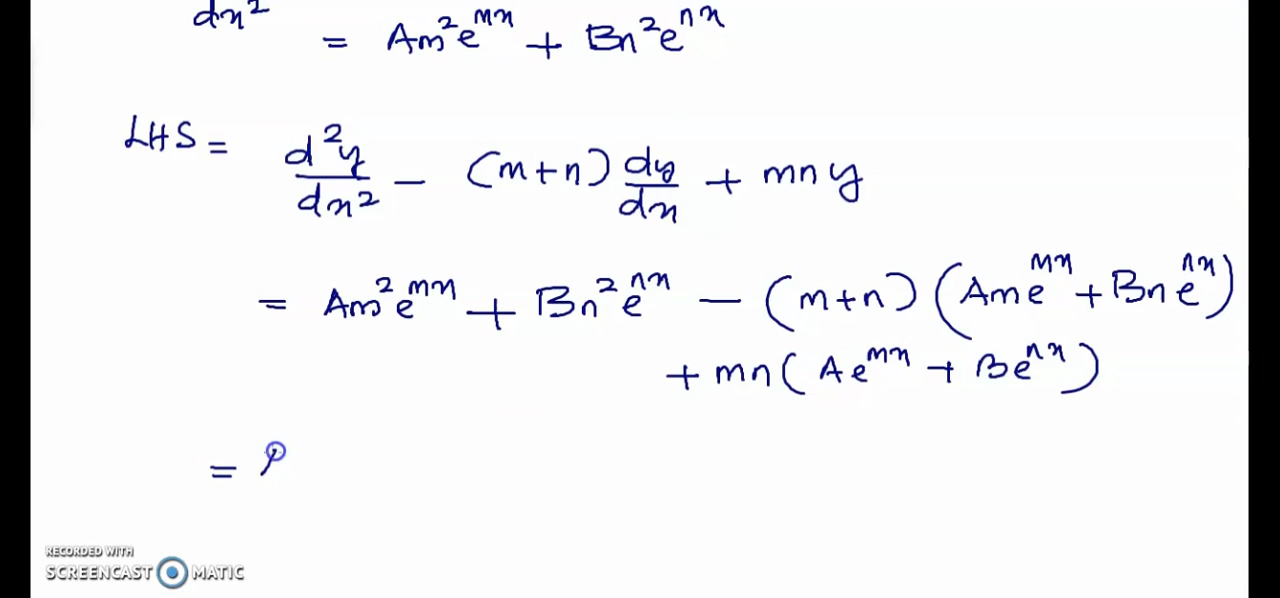 dx²
= Am²e^mx + Bn²e^nx
LHS = d²y/dx² - (m+n) dy/dx + mny
= Am²e^mx + Bn²e^nx - (m+n)(Ame^mx + Bne^nx)
+ mn(Ae^mx + Be^nx)
=
RECORDED WITH
SCREENCAST MATIC